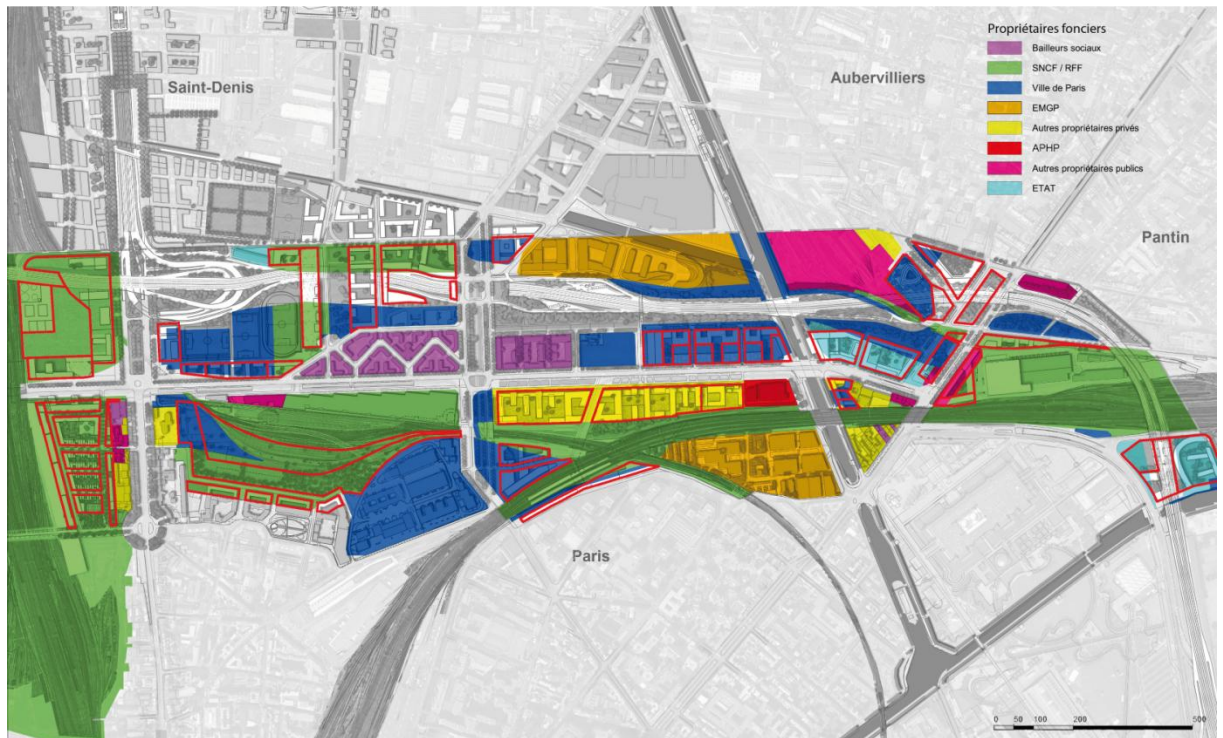 Propriétaires fonciers
Bailleurs sociaux
SNCF / RFF
Ville de Paris
EMGP
Autres propriétaires privés
APHP
Autres propriétaires publics
ETAT
Saint-Denis
Aubervilliers
Pantin
Paris
0 50 100 200 500